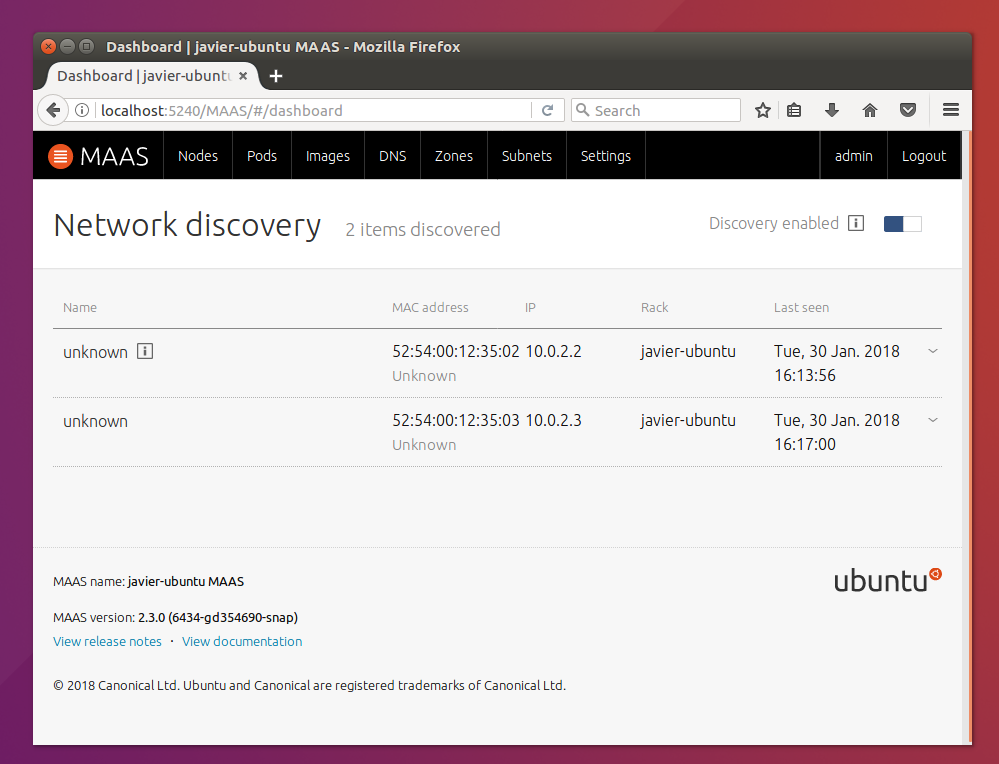 Dashboard | javier-ubuntu MAAS - Mozilla Firefox
Dashboard | javier-ubuntu
localhost:5240/MAAS/#/dashboard Search
MAAS Nodes Pods Images DNS Zones Subnets Settings admin Logout
Network discovery 2 items discovered Discovery enabled
Name MAC address IP Rack Last seen
unknown 52:54:00:12:35:02 10.0.2.2 javier-ubuntu Tue, 30 Jan. 2018
Unknown 16:13:56
unknown 52:54:00:12:35:03 10.0.2.3 javier-ubuntu Tue, 30 Jan. 2018
Unknown 16:17:00
MAAS name: javier-ubuntu MAAS ubuntu
MAAS version: 2.3.0 (6434-gd354690-snap)
View release notes · View documentation
© 2018 Canonical Ltd. Ubuntu and Canonical are registered trademarks of Canonical Ltd.